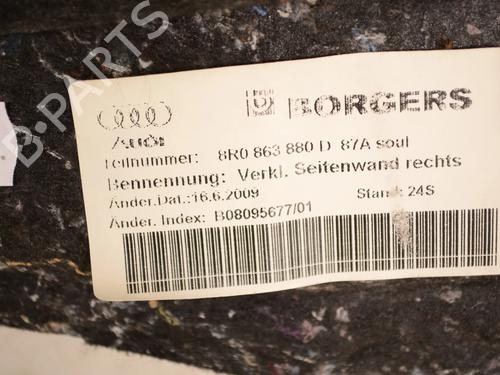 B-PARTS
BORGERS
Audi
Teilnummer: 8R0 863 880 D 87A soul
Bennennung: Verkl. Seitenwand rechts
Änder.Dat.:16.6.2009 Stand: 24S
Änder. Index: B08095677/01